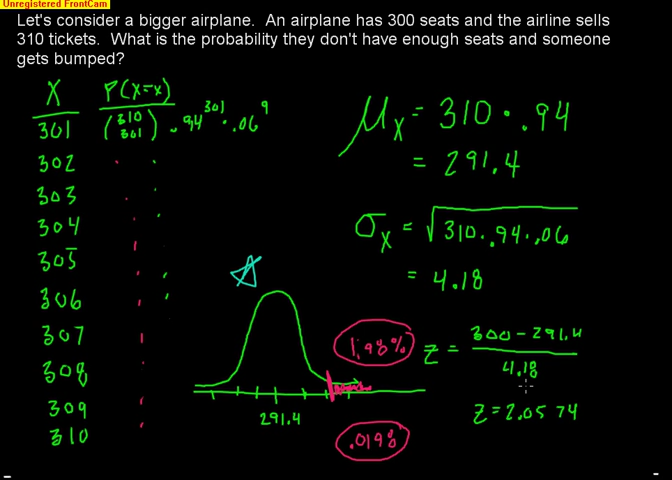 Unregistered FrontCam
Let's consider a bigger airplane.  An airplane has 300 seats and the airline sells
310 tickets.  What is the probability they don't have enough seats and someone
gets bumped?
X P(X=x)
301 (310 301) · .94^301 · .06^9
302
303
304
305
306
307
308
309
310
μx = 310 · .94
= 291.4
σx = √310 · .94 · .06
= 4.18
z = 300 - 291.4 / 4.18
z = 2.0574
1.98%
291.4
.0198